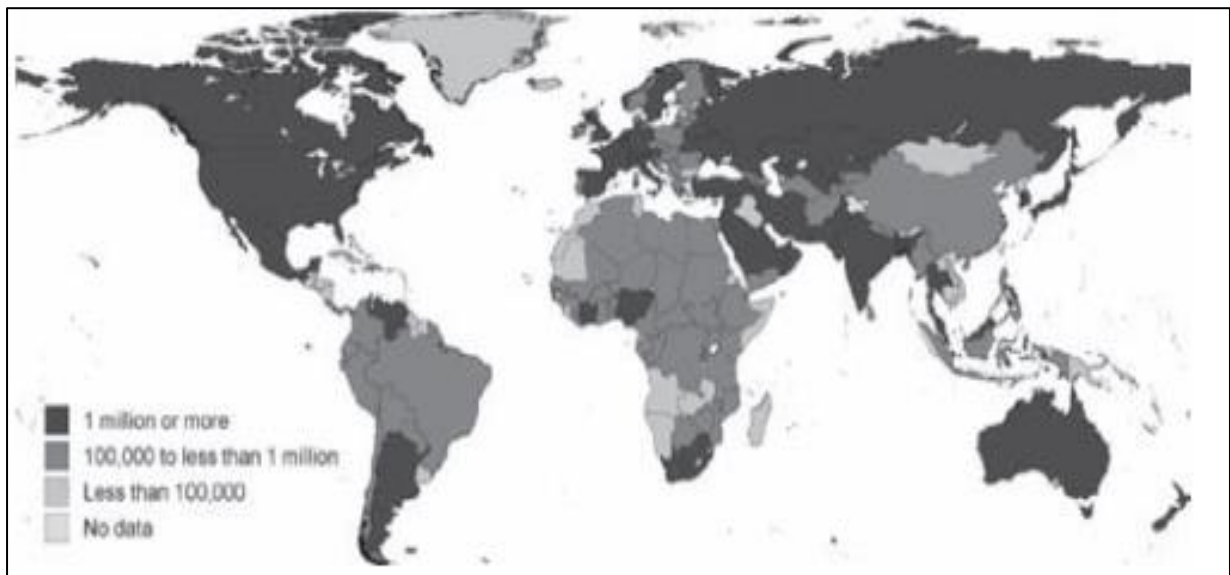 1 million or more
100,000 to less than 1 million
Less than 100,000
No data